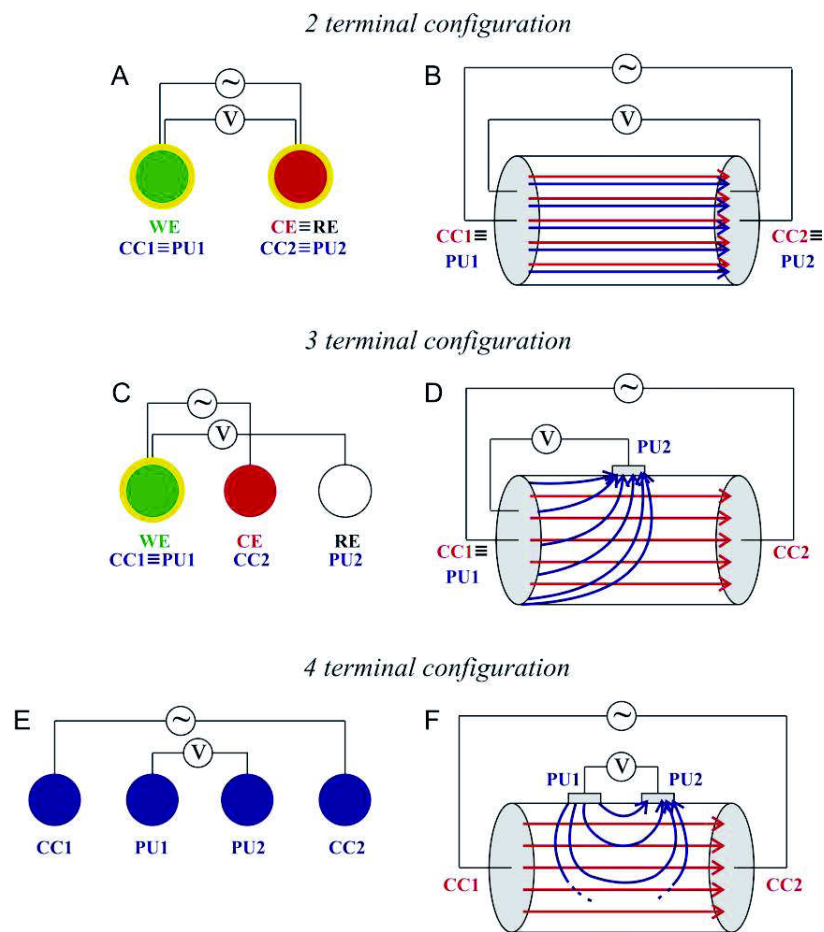 2 terminal configuration
A
~
V
WE
CC1≡PU1
CE≡RE
CC2≡PU2
B
~
V
CC1≡
PU1
CC2≡
PU2
3 terminal configuration
C
~
V
WE
CC1≡PU1
CE
CC2
RE
PU2
D
~
V
PU2
CC1≡
PU1
CC2
4 terminal configuration
E
~
V
CC1
PU1
PU2
CC2
F
~
PU1
V
PU2
CC1
CC2